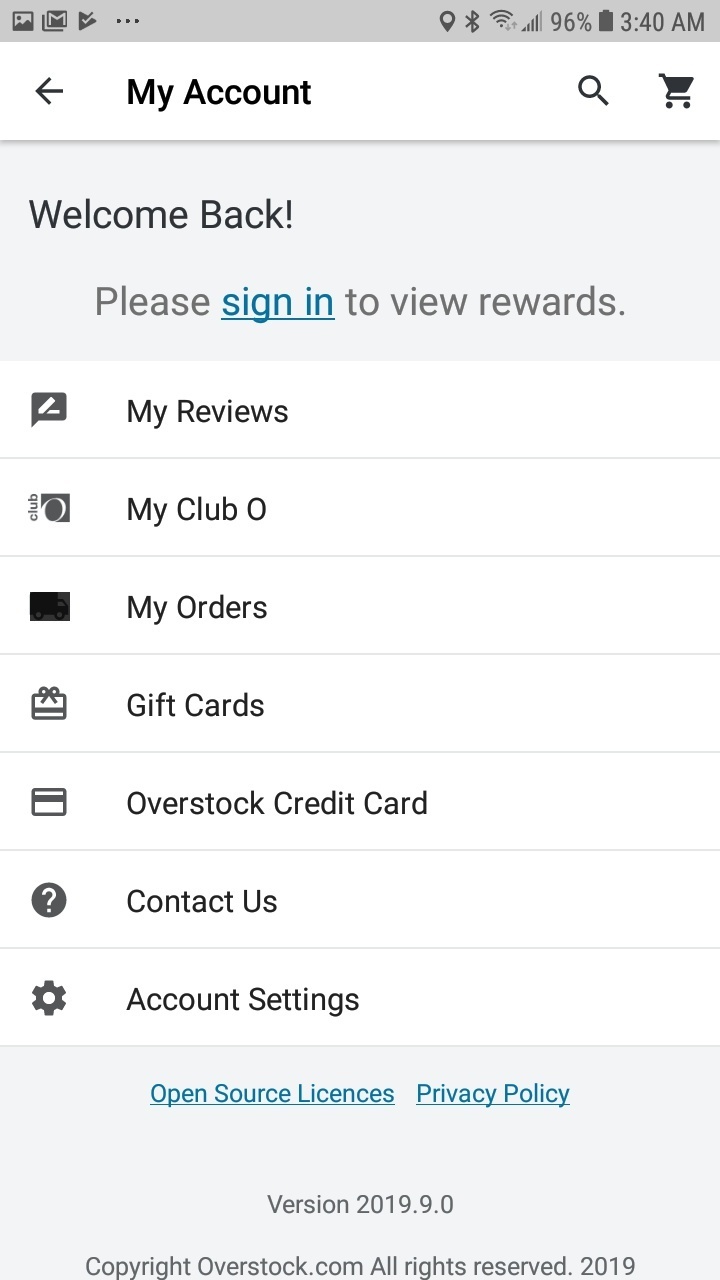 96% 3:40 AM
My Account
Welcome Back!
Please sign in to view rewards.
My Reviews
club O My Club O
My Orders
Gift Cards
Overstock Credit Card
? Contact Us
Account Settings
Open Source Licences Privacy Policy
Version 2019.9.0
Copyright Overstock.com All rights reserved. 2019